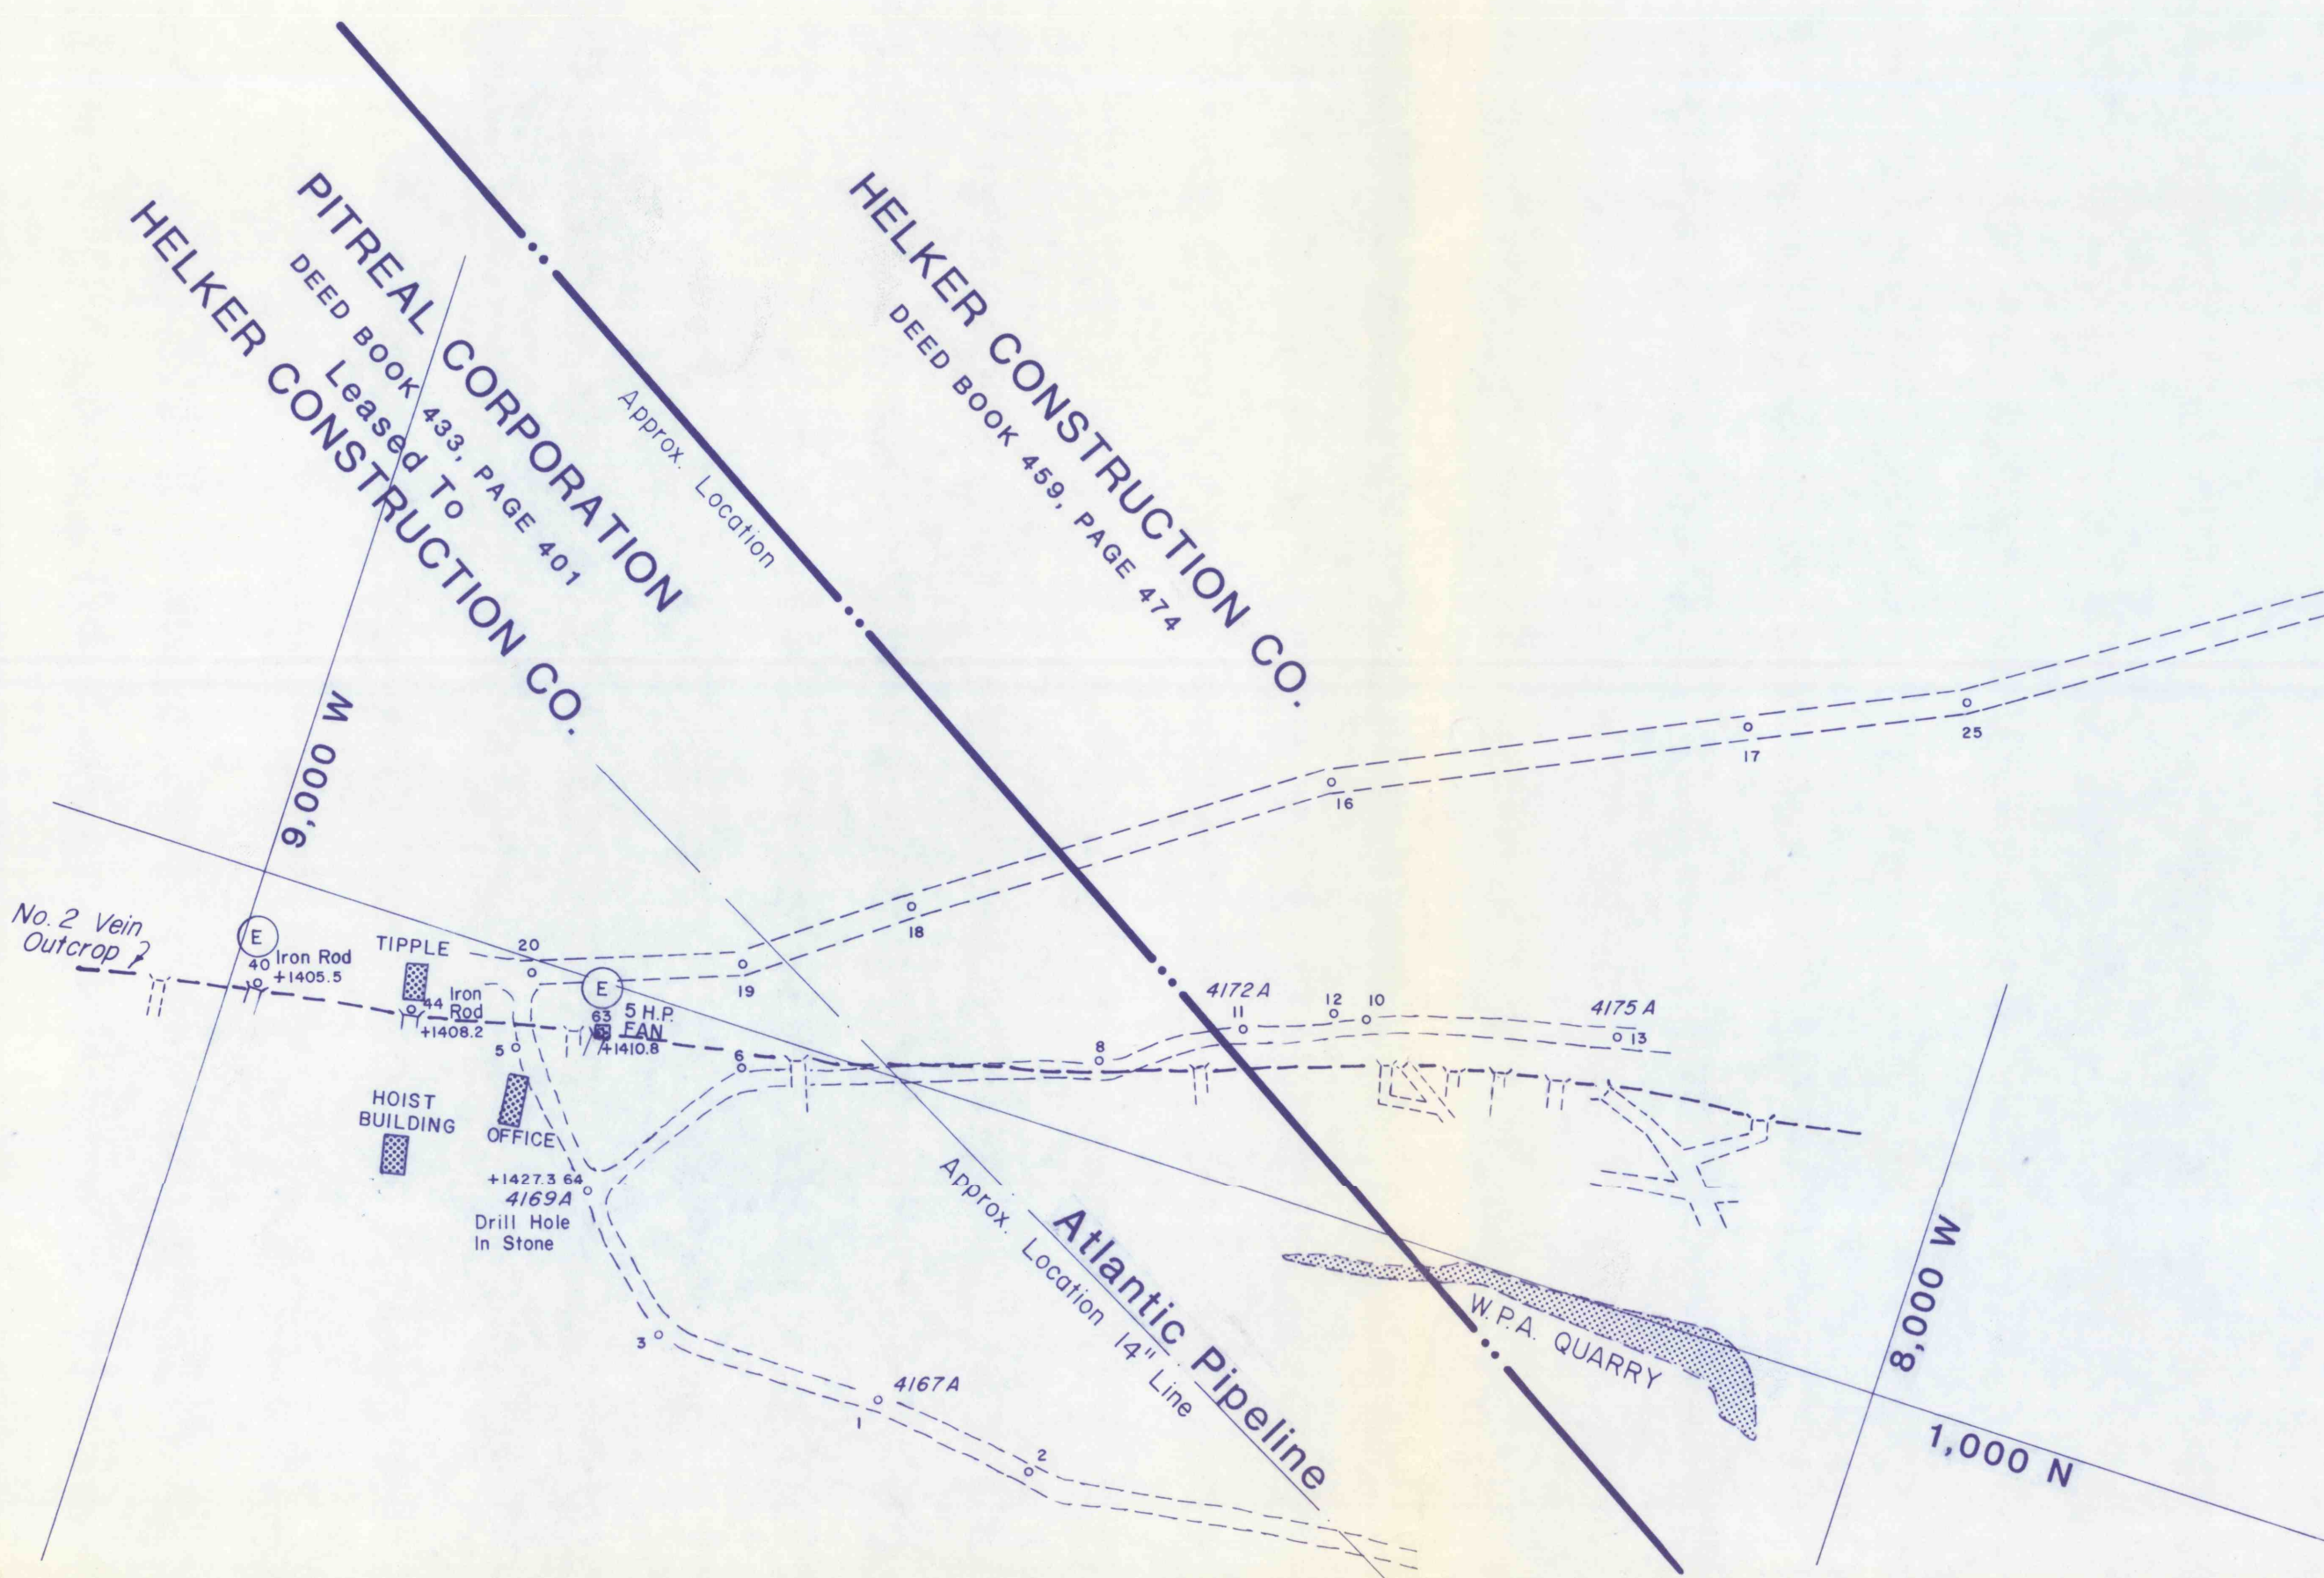 PITREAL CORPORATION
DEED BOOK 433, PAGE 401
Leased To
HELKER CONSTRUCTION CO.
Approx. Location
HELKER CONSTRUCTION CO.
DEED BOOK 459, PAGE 474
9,000 W
25
17
16
18
19
20
No. 2 Vein
Outcrop ?
E
40 Iron Rod
+1405.5
TIPPLE
44 Iron
Rod
+1408.2
E
63 5 H.P.
FAN
+1410.8
5
6
8
4172 A
11
12
10
4175 A
13
HOIST
BUILDING
OFFICE
+1427.3 64
4169A
Drill Hole
In Stone
3
4167A
1
2
Atlantic Pipeline
Approx. Location 14" Line
W.P.A. QUARRY
8,000 W
1,000 N